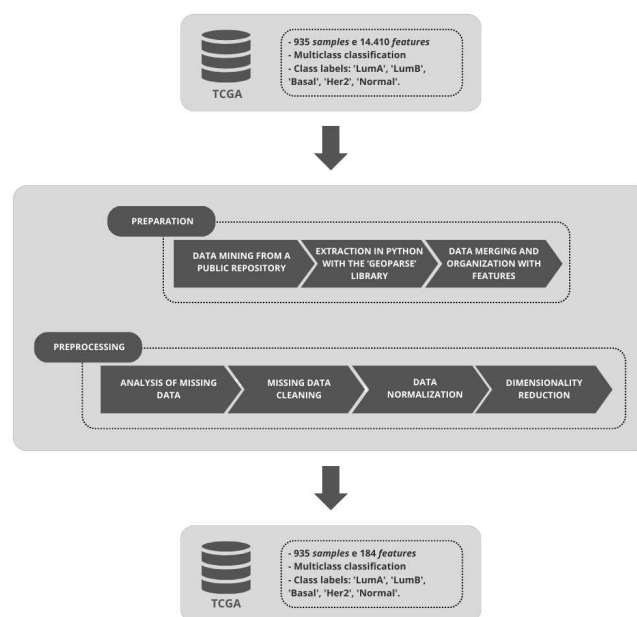 - 935 samples e 14.410 features
- Multiclass classification
- Class labels: 'LumA', 'LumB',
'Basal', 'Her2', 'Normal'.
TCGA
PREPARATION
DATA MINING FROM A
PUBLIC REPOSITORY
EXTRACTION IN PYTHON
WITH THE 'GEOPARSE'
LIBRARY
DATA MERGING AND
ORGANIZATION WITH
FEATURES
PREPROCESSING
ANALYSIS OF MISSING
DATA
MISSING DATA
CLEANING
DATA
NORMALIZATION
DIMENSIONALITY
REDUCTION
- 935 samples e 184 features
- Multiclass classification
- Class labels: 'LumA', 'LumB',
'Basal', 'Her2', 'Normal'.
TCGA